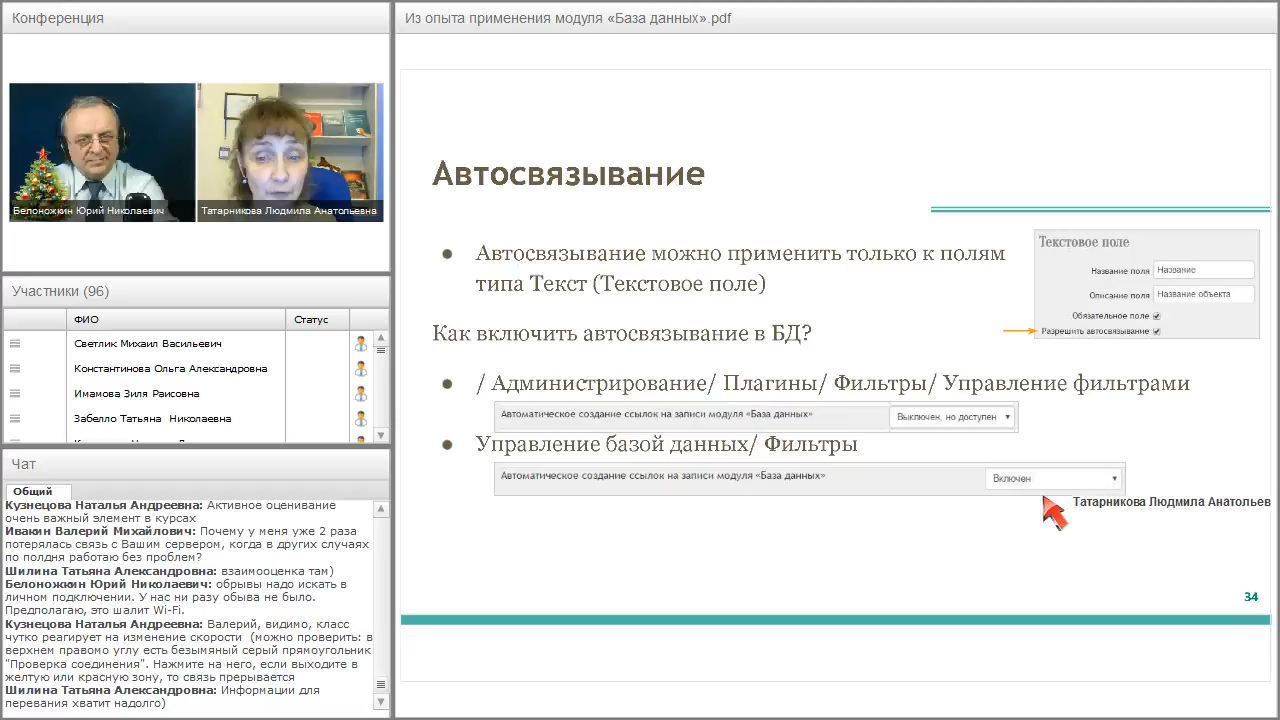 Конференция
Белоножкин Юрий Николаевич
Татарникова Людмила Анатольевна
Участники (96)
ФИО
Статус
Светлик Михаил Васильевич
Константинова Ольга Александровна
Имамова Зиля Раисовна
Забелло Татьяна Николаевна
Чат
Общий
Кузнецова Наталья Андреевна: Активное оценивание
очень важный элемент в курсах
Ивакин Валерий Михайлович: Почему у меня уже 2 раза
потерялась связь с Вашим сервером, когда в других случаях
по полдня работаю без проблем?
Шилина Татьяна Александровна: взаимооценка там)
Белоножкин Юрий Николаевич: обрывы надо искать в
личном подключении. У нас ни разу обыва не было.
Предполагаю, это шалит Wi-Fi.
Кузнецова Наталья Андреевна: Валерий, видимо, класс
чутко реагирует на изменение скорости (можно проверить: в
верхнем правомо углу есть безымяный серый прямоугольник
"Проверка соединения". Нажмите на него, если выходите в
желтую или красную зону, то связь прерывается
Шилина Татьяна Александровна: Информации для
перевания хватит надолго)
Из опыта применения модуля «База данных».pdf
Автосвязывание
● Автосвязывание можно применить только к полям
типа Текст (Текстовое поле)
Текстовое поле
Название поля Название
Описание поля Название объекта
Обязательное поле
Разрешить автосвязывание
Как включить автосвязывание в БД?
● / Администрирование/ Плагины/ Фильтры/ Управление фильтрами
Автоматическое создание ссылок на записи модуля «База данных» Выключен, но доступен
● Управление базой данных/ Фильтры
Автоматическое создание ссылок на записи модуля «База данных» Включен
Татарникова Людмила Анатольев
34